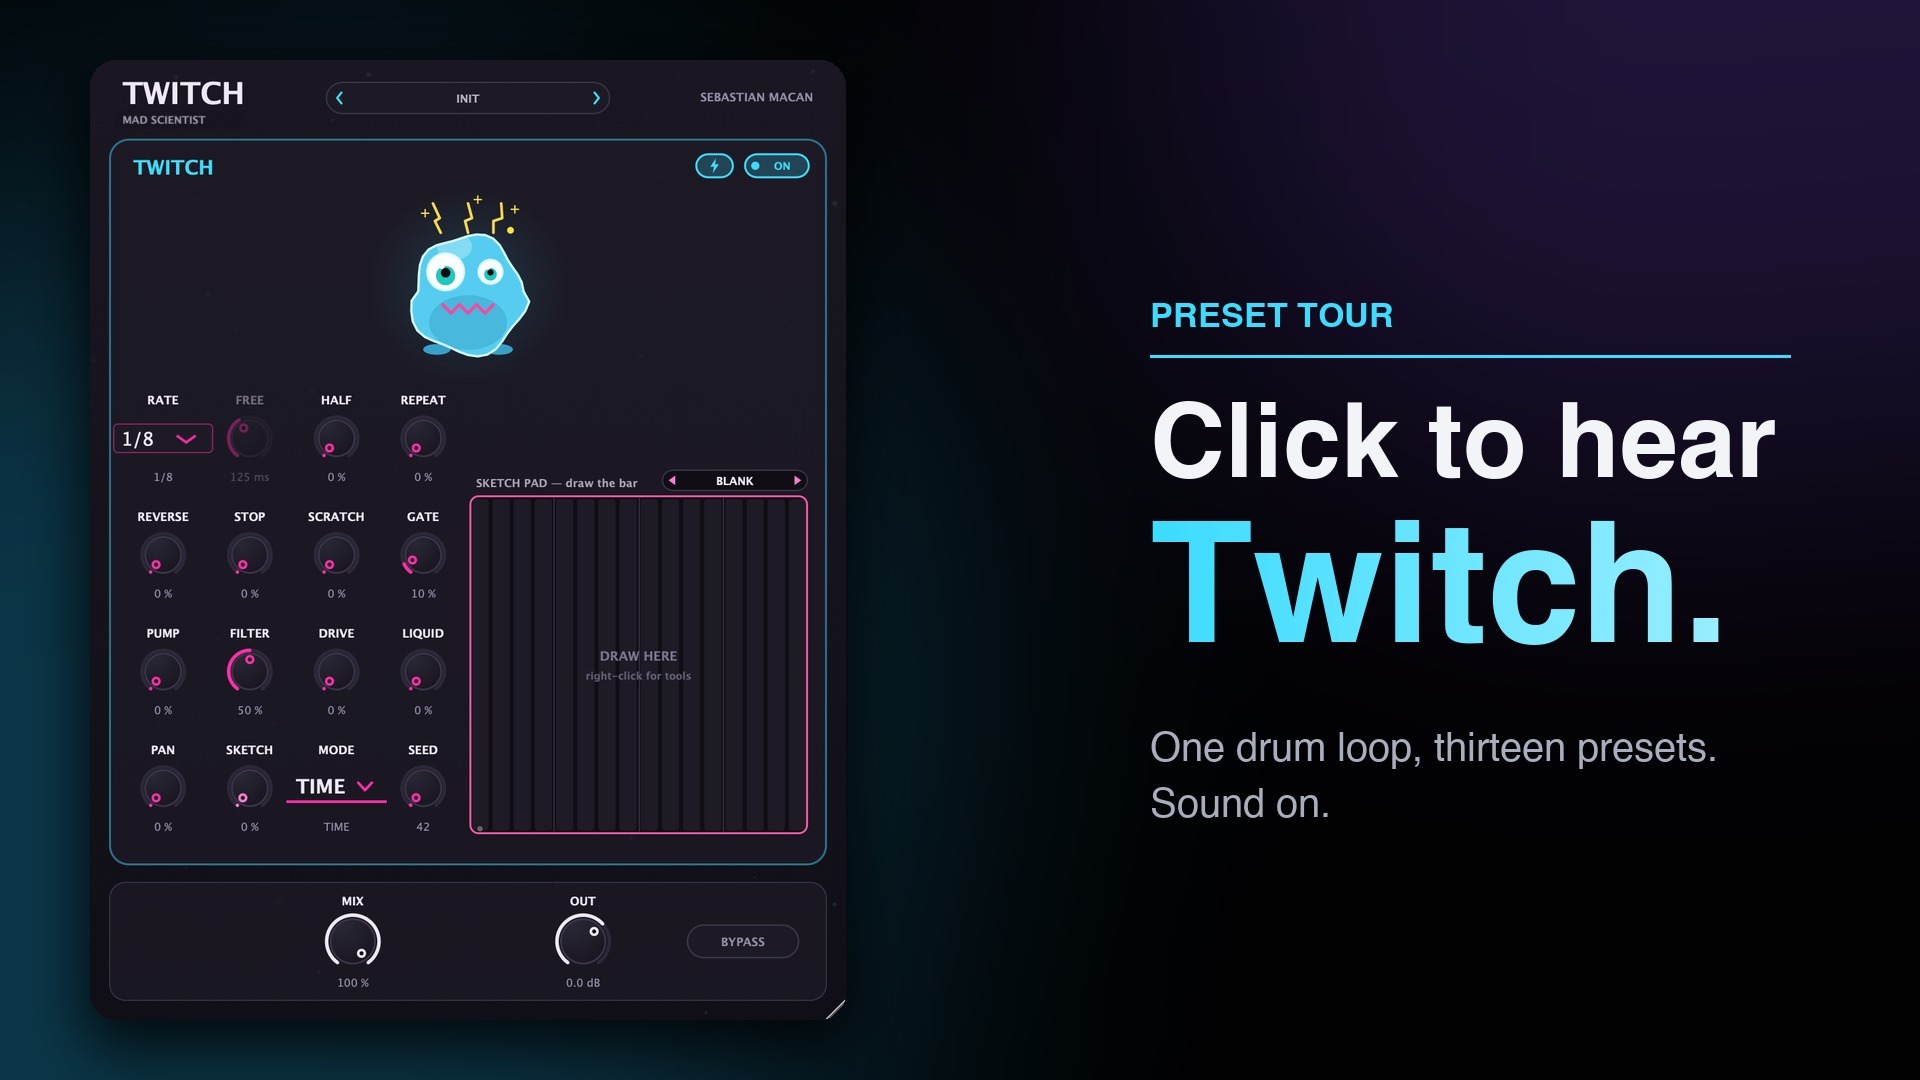 TWITCH
MAD SCIENTIST
INIT
SEBASTIAN MACAN
TWITCH
ON
RATE FREE HALF REPEAT
1/8
1/8 125 ms 0 % 0 %
SKETCH PAD — draw the bar
BLANK
REVERSE STOP SCRATCH GATE
0 % 0 % 0 % 10 %
PUMP FILTER DRIVE LIQUID
0 % 50 % 0 % 0 %
DRAW HERE
right-click for tools
PAN SKETCH MODE SEED
TIME
0 % 0 % TIME 42
MIX OUT
BYPASS
100 % 0.0 dB
PRESET TOUR
Click to hear
Twitch.
One drum loop, thirteen presets.
Sound on.